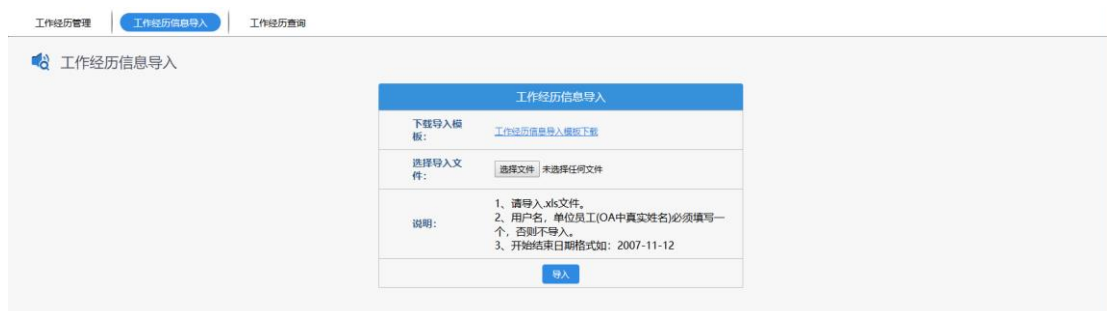 工作经历管理 工作经历信息导入 工作经历查询
工作经历信息导入
工作经历信息导入
下载导入模
板：
工作经历信息导入模板下载
选择导入文
件：
选择文件 未选择任何文件
说明：
1、请导入.xls文件。
2、用户名，单位员工(OA中真实姓名)必须填写一
个，否则不导入。
3、开始结束日期格式如：2007-11-12
导入